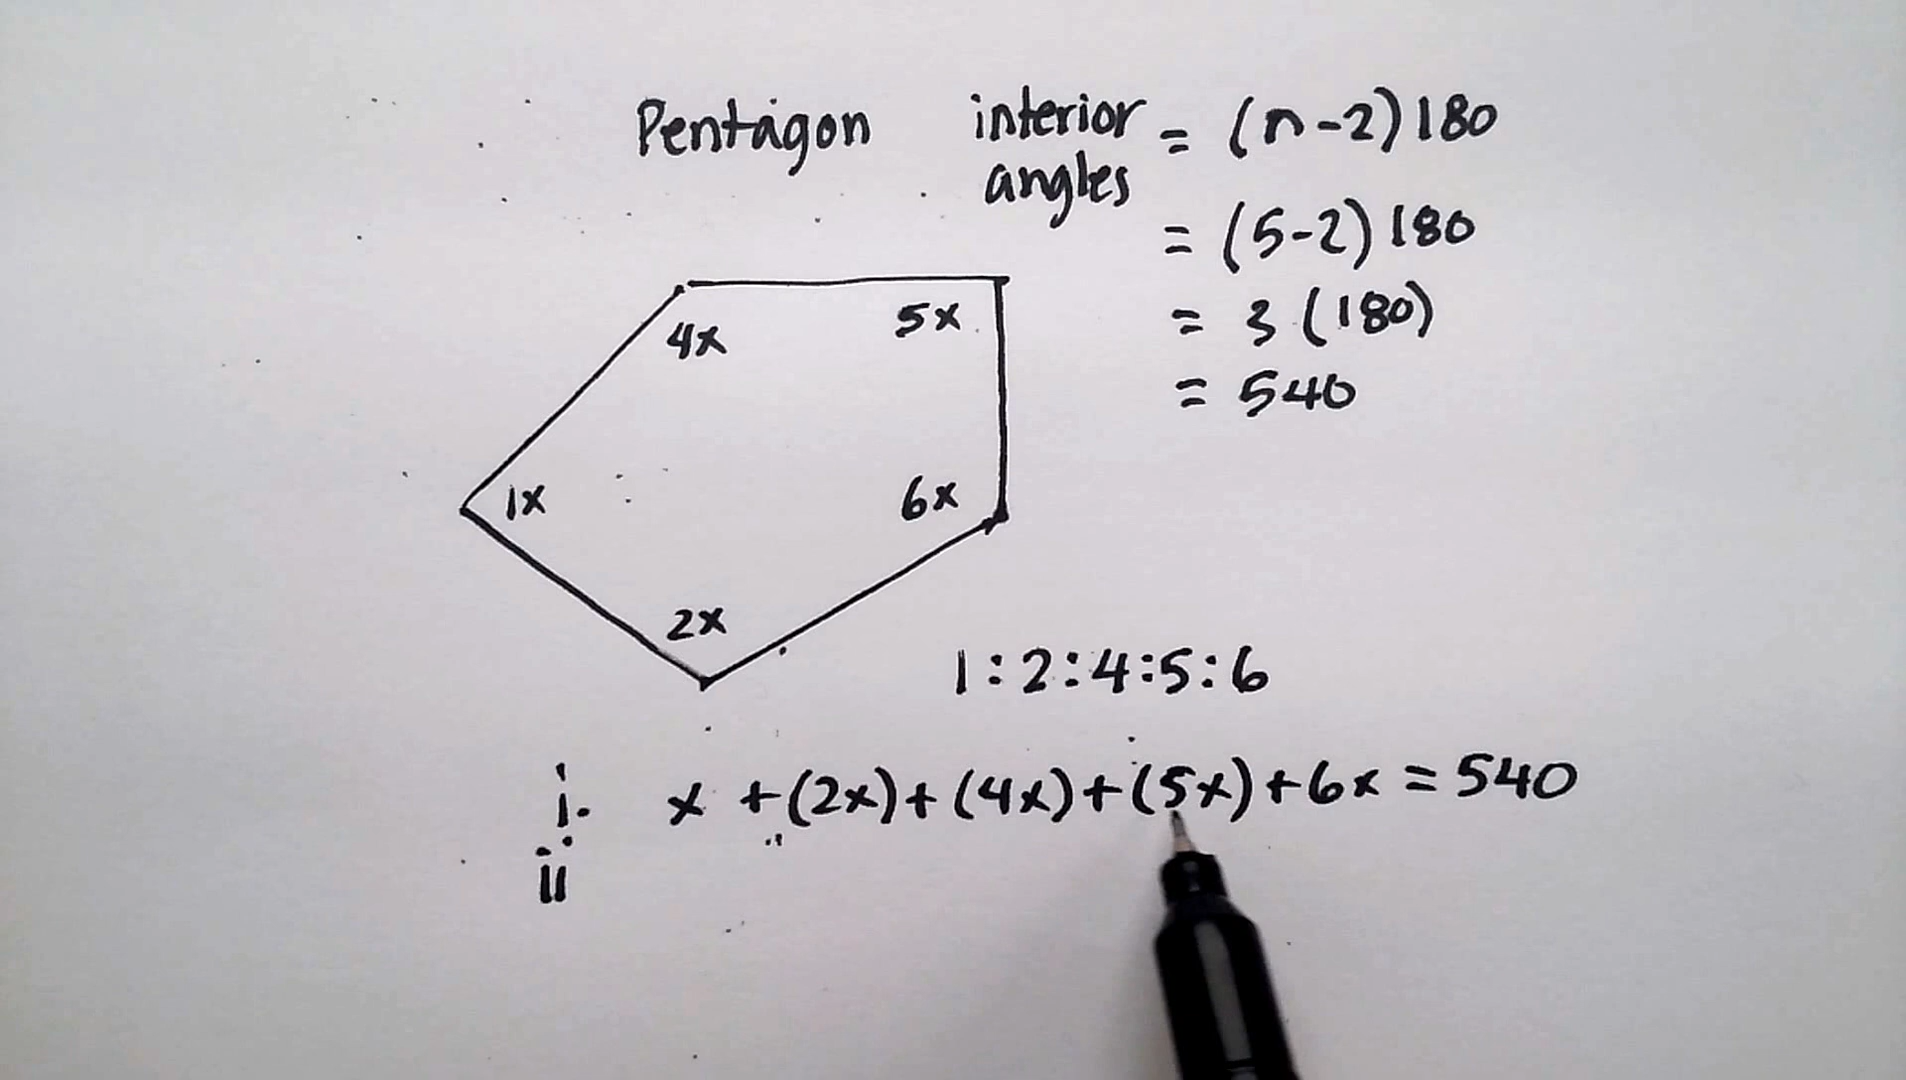 Pentagon
interior angles = (n-2)180
= (5-2)180
= 3(180)
= 540
4x
5x
1x
6x
2x
1:2:4:5:6
i. x + (2x) + (4x) + (5x) + 6x = 540
ii